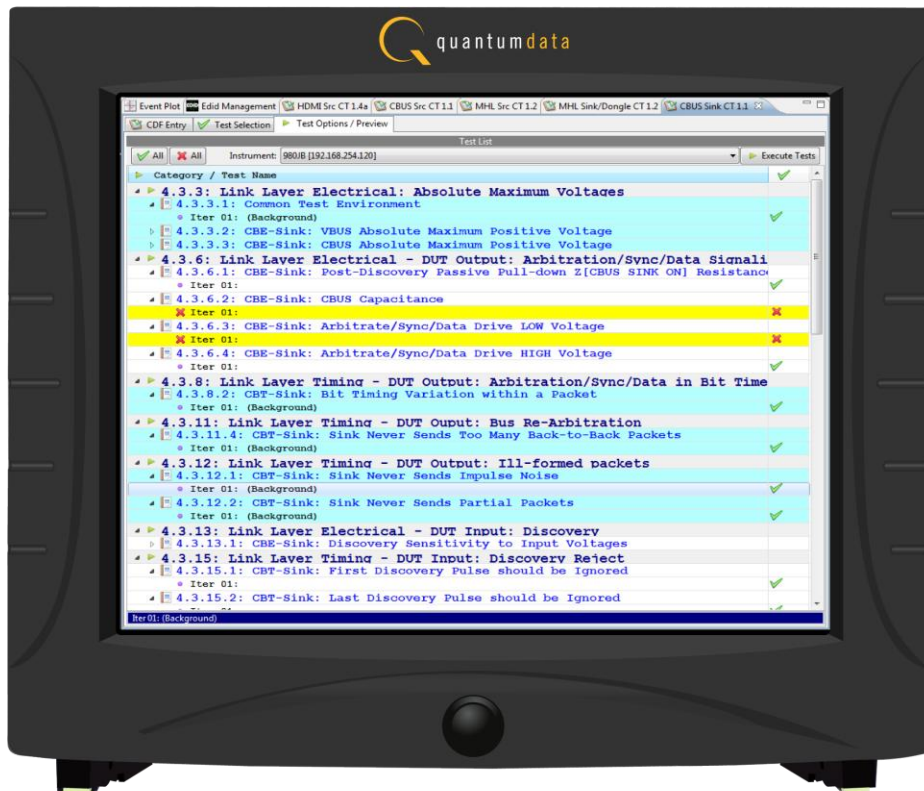 quantumdata
Event Plot Edid Management HDMI Src CT 1.4a CBUS Src CT 1.1 MHL Src CT 1.2 MHL Sink/Dongle CT 1.2 CBUS Sink CT 1.1
CDF Entry Test Selection Test Options / Preview
Test List
All All Instrument: 980JB [192.168.254.120] Execute Tests
Category / Test Name
4.3.3: Link Layer Electrical: Absolute Maximum Voltages
4.3.3.1: Common Test Environment
Iter 01: (Background)
4.3.3.2: CBE-Sink: VBUS Absolute Maximum Positive Voltage
4.3.3.3: CBE-Sink: CBUS Absolute Maximum Positive Voltage
4.3.6: Link Layer Electrical - DUT Output: Arbitration/Sync/Data Signali
4.3.6.1: CBE-Sink: Post-Discovery Passive Pull-down Z[CBUS SINK ON] Resistanc
Iter 01:
4.3.6.2: CBE-Sink: CBUS Capacitance
Iter 01:
4.3.6.3: CBE-Sink: Arbitrate/Sync/Data Drive LOW Voltage
Iter 01:
4.3.6.4: CBE-Sink: Arbitrate/Sync/Data Drive HIGH Voltage
Iter 01:
4.3.8: Link Layer Timing - DUT Output: Arbitration/Sync/Data in Bit Time
4.3.8.2: CBT-Sink: Bit Timing Variation within a Packet
Iter 01: (Background)
4.3.11: Link Layer Timing - DUT Ouput: Bus Re-Arbitration
4.3.11.4: CBT-Sink: Sink Never Sends Too Many Back-to-Back Packets
Iter 01: (Background)
4.3.12: Link Layer Timing - DUT Output: Ill-formed packets
4.3.12.1: CBT-Sink: Sink Never Sends Impulse Noise
Iter 01: (Background)
4.3.12.2: CBT-Sink: Sink Never Sends Partial Packets
Iter 01: (Background)
4.3.13: Link Layer Electrical - DUT Input: Discovery
4.3.13.1: CBE-Sink: Discovery Sensitivity to Input Voltages
4.3.15: Link Layer Timing - DUT Input: Discovery Reject
4.3.15.1: CBT-Sink: First Discovery Pulse should be Ignored
Iter 01:
4.3.15.2: CBT-Sink: Last Discovery Pulse should be Ignored
Iter 01: (Background)